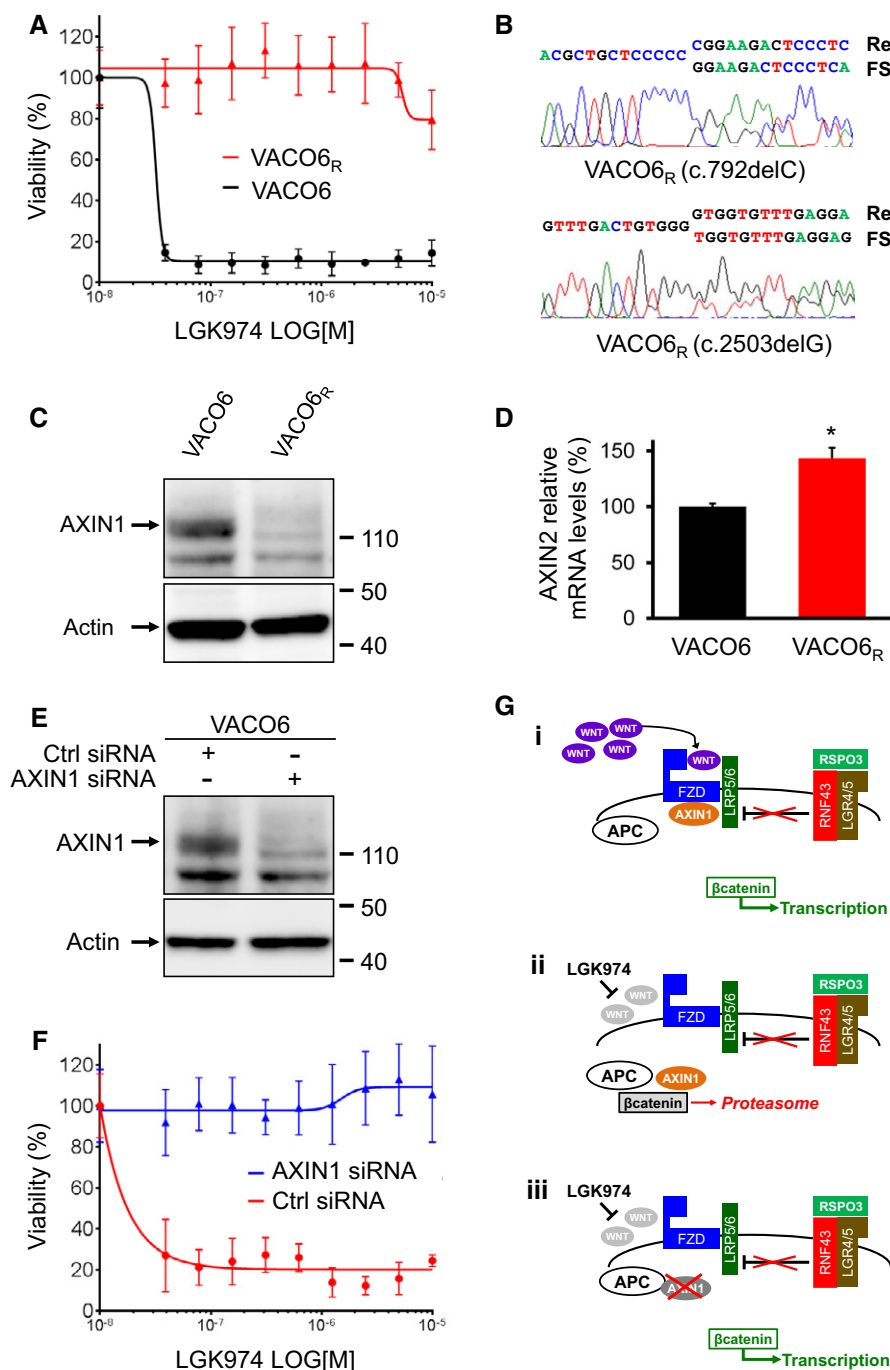 A
120
100
80
60
40
20
0
Viability (%)
VACO6R
VACO6
10-8
10-7
10-6
10-5
LGK974 LOG[M]
B
ACGCTGCTCCCCC
CGGAAGACTCCCTC
Re
GGAAGACTCCCTCA
FS
VACO6R (c.792delC)
GTTTGACTGTGGG
GTGGTGTTTGAGGA
Re
TGGTGTTTGAGGAG
FS
VACO6R (c.2503delG)
C
VACO6
VACO6R
AXIN1
110
50
Actin
40
D
AXIN2 relative
mRNA levels (%)
150
100
50
0
*
VACO6
VACO6R
E
VACO6
Ctrl siRNA
+
-
AXIN1 siRNA
-
+
AXIN1
110
50
Actin
40
F
120
100
80
60
40
20
0
Viability (%)
AXIN1 siRNA
Ctrl siRNA
10-8
10-7
10-6
10-5
LGK974 LOG[M]
G
i
WNT
WNT
WNT
WNT
WNT
FZD
AXIN1
LRP5/6
APC
RSPO3
RNF43
LGR4/5
βcatenin
Transcription
ii
LGK974
WNT
WNT
FZD
LRP5/6
RSPO3
RNF43
LGR4/5
APC
AXIN1
βcatenin
Proteasome
iii
LGK974
WNT
WNT
FZD
LRP5/6
RSPO3
RNF43
LGR4/5
APC
AXIN1
βcatenin
Transcription